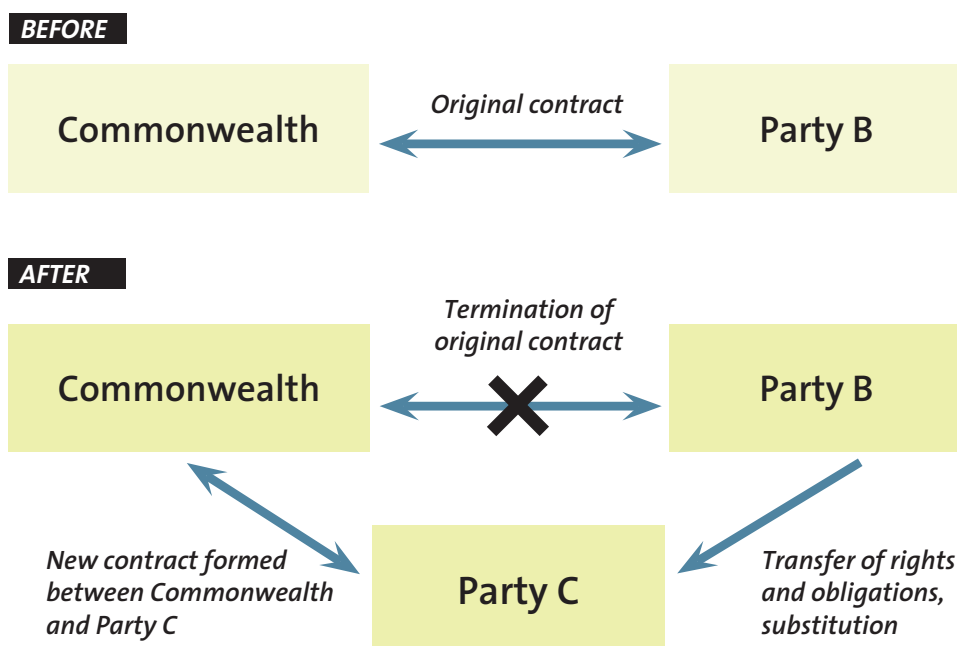 BEFORE
Commonwealth
Original contract
Party B
AFTER
Termination of
original contract
Commonwealth
Party B
New contract formed
between Commonwealth
and Party C
Party C
Transfer of rights
and obligations,
substitution